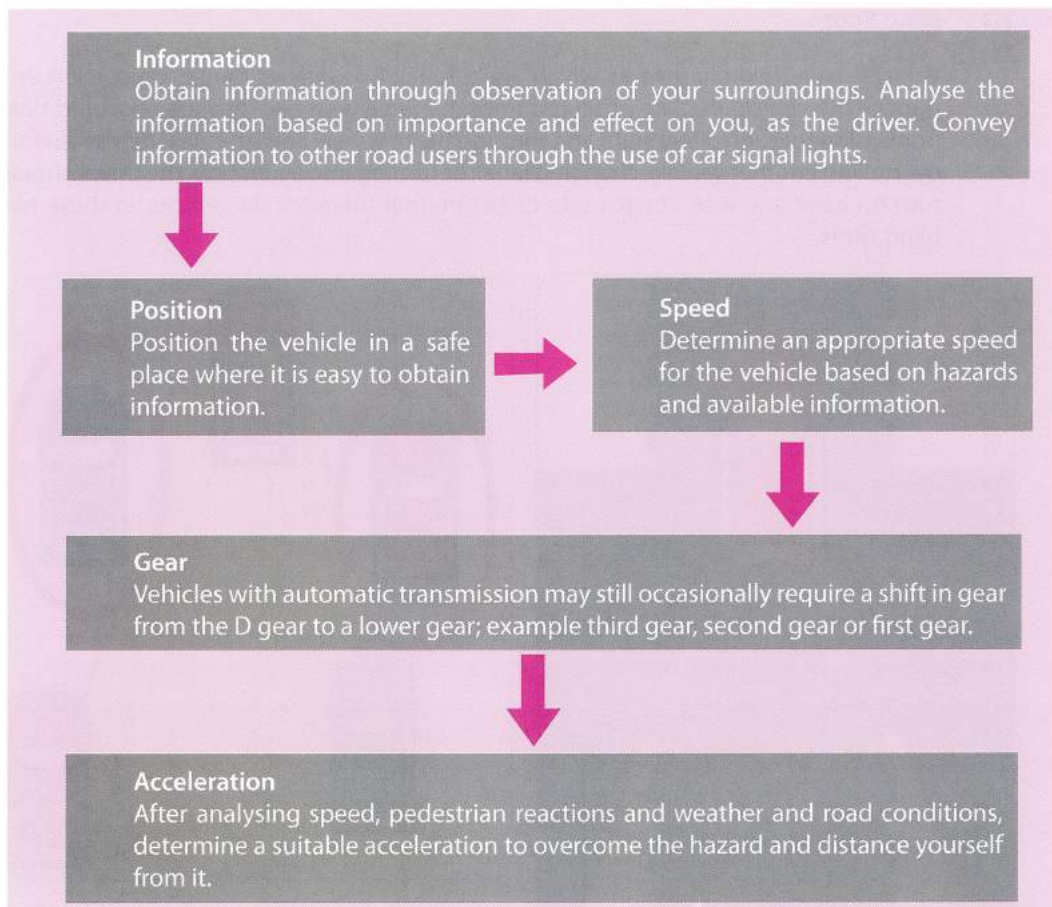 Information
Obtain information through observation of your surroundings. Analyse the
information based on importance and effect on you, as the driver. Convey
information to other road users through the use of car signal lights.
Position
Position the vehicle in a safe
place where it is easy to obtain
information.
Speed
Determine an appropriate speed
for the vehicle based on hazards
and available information.
Gear
Vehicles with automatic transmission may still occasionally require a shift in gear
from the D gear to a lower gear; example third gear, second gear or first gear.
Acceleration
After analysing speed, pedestrian reactions and weather and road conditions,
determine a suitable acceleration to overcome the hazard and distance yourself
from it.